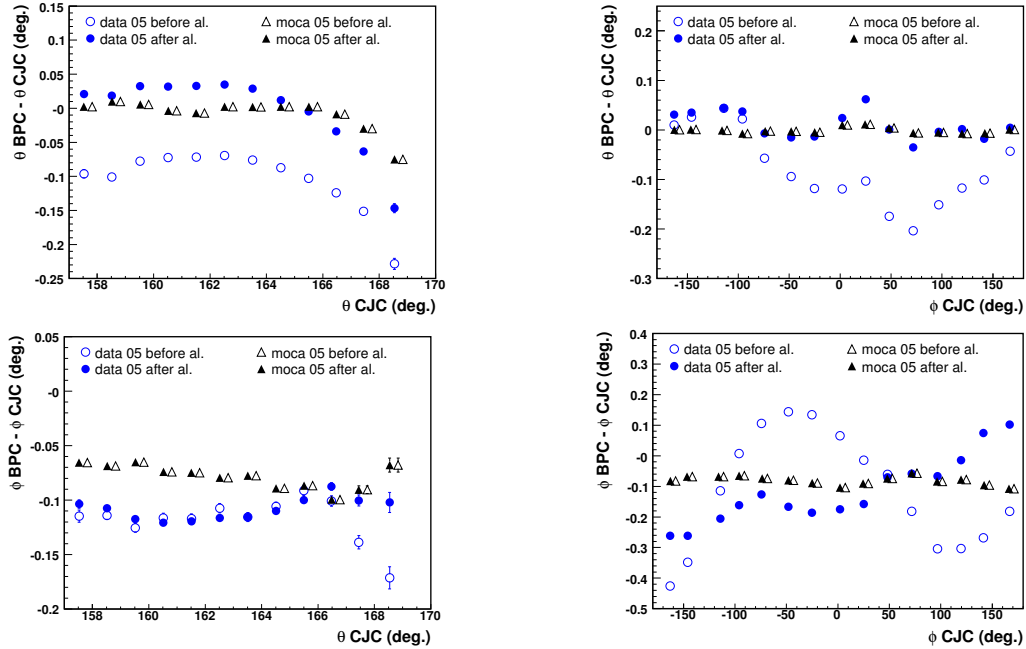 θ BPC - θ CJC (deg.)
data 05 before al.
moca 05 before al.
data 05 after al.
moca 05 after al.
0.1
0.05
-0
-0.05
-0.1
-0.15
-0.2
-0.25
158 160 162 164 166 168 170
θ CJC (deg.)
θ BPC - θ CJC (deg.)
data 05 before al.
moca 05 before al.
data 05 after al.
moca 05 after al.
0.2
0.1
0
-0.1
-0.2
-0.3
-150 -100 -50 0 50 100 150
ϕ CJC (deg.)
ϕ BPC - ϕ CJC (deg.)
data 05 before al.
moca 05 before al.
data 05 after al.
moca 05 after al.
0.05
-0
-0.05
-0.1
-0.15
-0.2
158 160 162 164 166 168 170
θ CJC (deg.)
ϕ BPC - ϕ CJC (deg.)
data 05 before al.
moca 05 before al.
data 05 after al.
moca 05 after al.
0.4
0.3
0.2
0.1
-0
-0.1
-0.2
-0.3
-0.4
-0.5
-150 -100 -50 0 50 100 150
ϕ CJC (deg.)